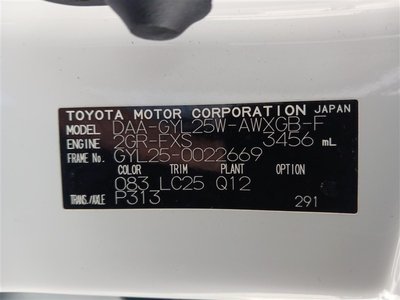 TOYOTA MOTOR CORPORATION JAPAN
MODEL DAA-GYL25W-AWXGB-F
ENGINE 2GR-FXS 3456 mL
FRAME No. GYL25-0022669
COLOR TRIM PLANT OPTION
083 LC25 Q12
TRANS./AXLE P313 291